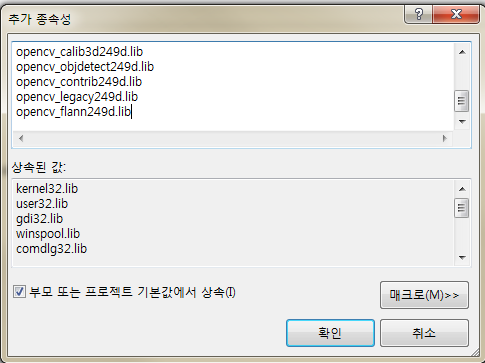 추가 종속성
opencv_calib3d249d.lib
opencv_objdetect249d.lib
opencv_contrib249d.lib
opencv_legacy249d.lib
opencv_flann249d.lib
상속된 값:
kernel32.lib
user32.lib
gdi32.lib
winspool.lib
comdlg32.lib
부모 또는 프로젝트 기본값에서 상속(I)
매크로(M)>>
확인
취소